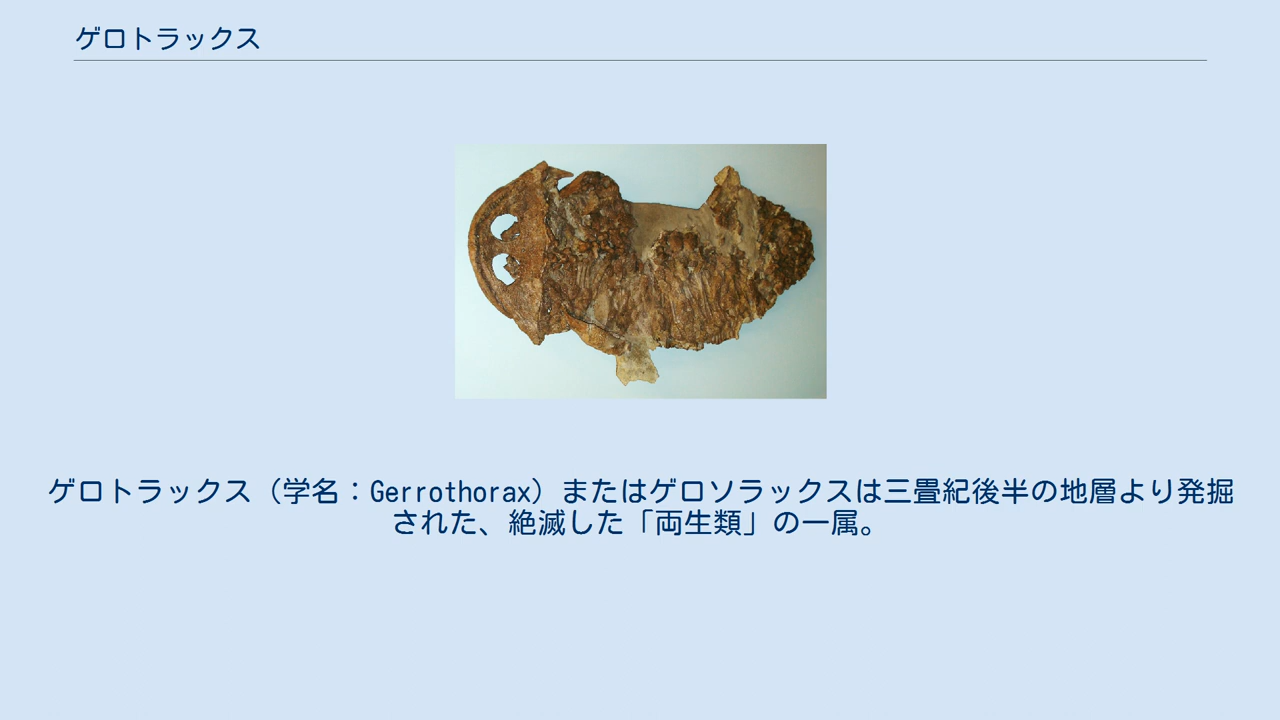 ゲロトラックス
ゲロトラックス（学名：Gerrothorax）またはゲロソラックスは三畳紀後半の地層より発掘
された、絶滅した「両生類」の一属。